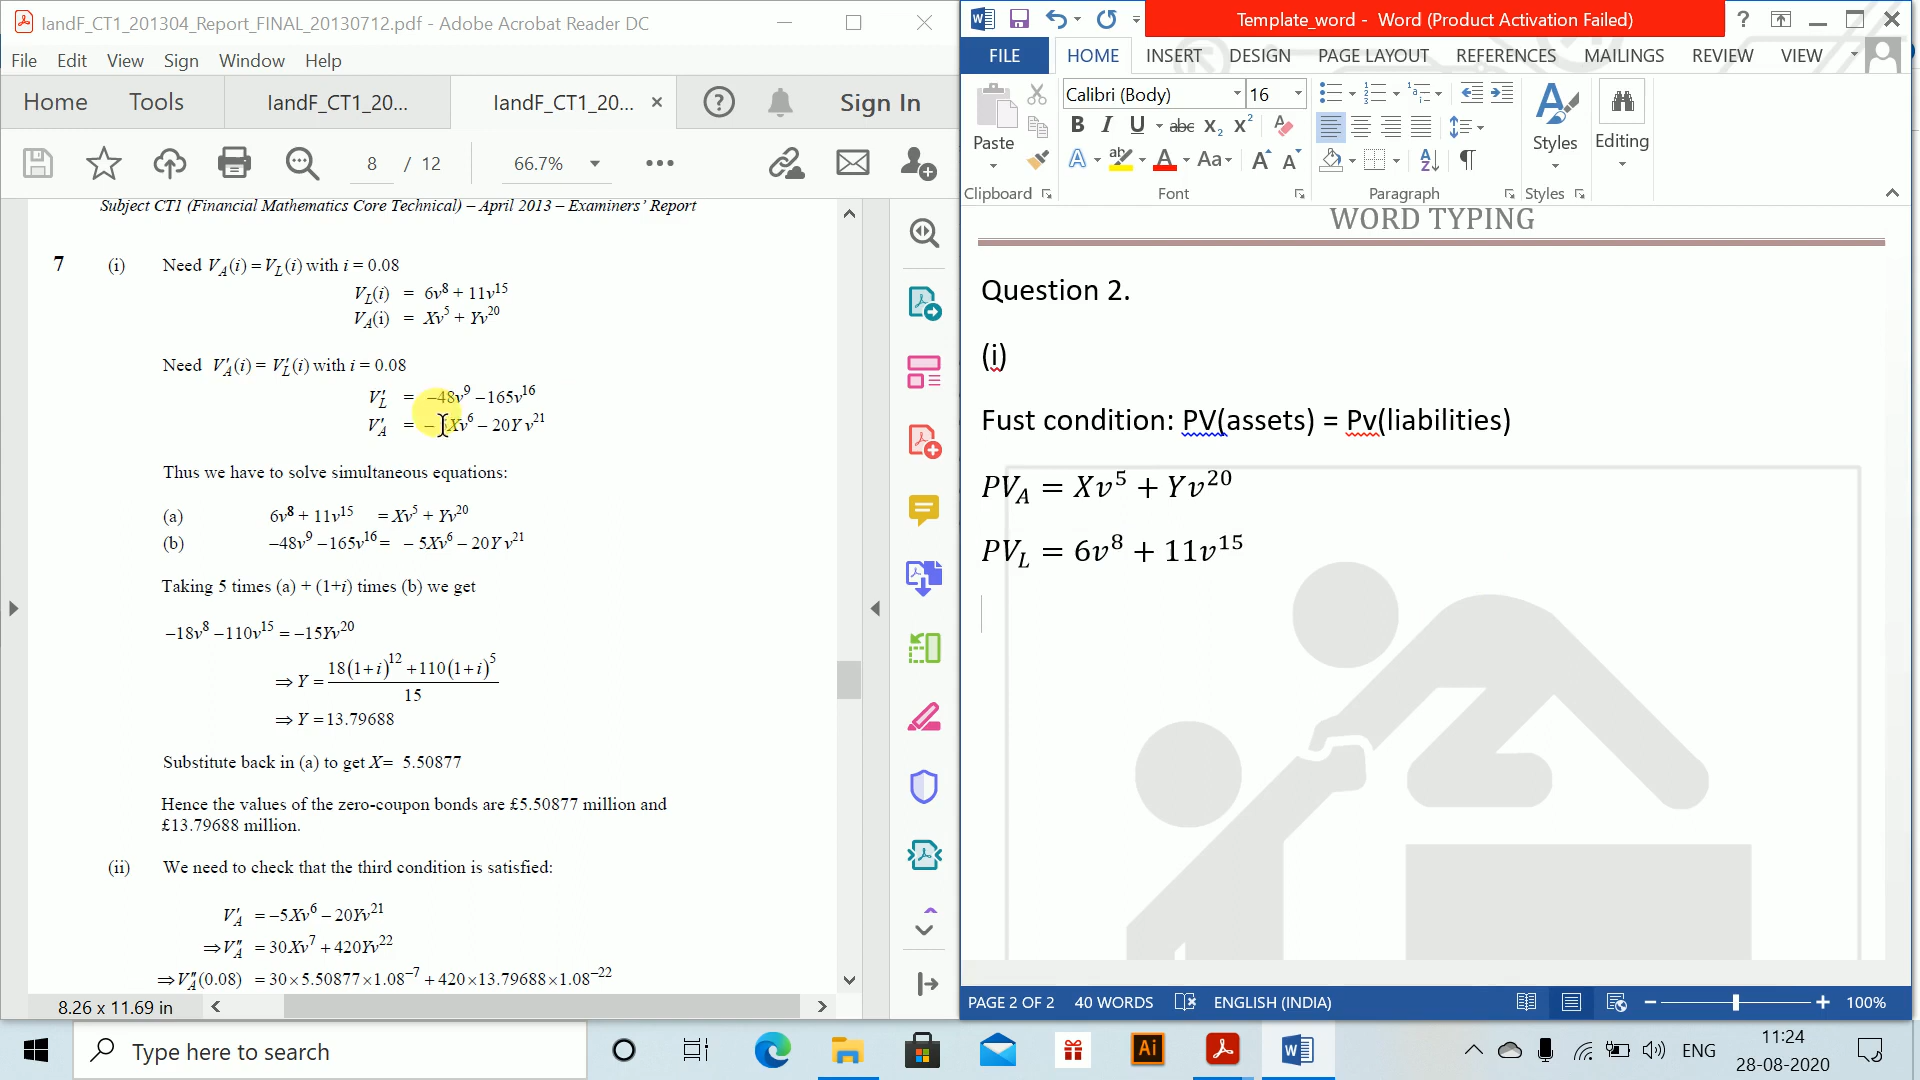 IandF_CT1_201304_Report_FINAL_20130712.pdf - Adobe Acrobat Reader DC
File Edit View Sign Window Help
Home Tools IandF_CT1_20... IandF_CT1_20... × Sign In
8 / 12 66.7%
Subject CT1 (Financial Mathematics Core Technical) – April 2013 – Examiners' Report
7 (i) Need V_A(i) = V_L(i) with i = 0.08
V_L(i) = 6v^8 + 11v^15
V_A(i) = Xv^5 + Yv^20
Need V′_A(i) = V′_L(i) with i = 0.08
V′_L = −48v^9 − 165v^16
V′_A = − Xv^6 − 20Y v^21
Thus we have to solve simultaneous equations:
(a) 6v^8 + 11v^15 = Xv^5 + Yv^20
(b) −48v^9 − 165v^16 = − 5Xv^6 − 20Y v^21
Taking 5 times (a) + (1+i) times (b) we get
−18v^8 − 110v^15 = −15Yv^20
⇒ Y = (18(1+i)^12 + 110(1+i)^5) / 15
⇒ Y = 13.79688
Substitute back in (a) to get X = 5.50877
Hence the values of the zero-coupon bonds are £5.50877 million and
£13.79688 million.
(ii) We need to check that the third condition is satisfied:
V′_A = −5Xv^6 − 20Yv^21
⇒ V″_A = 30Xv^7 + 420Yv^22
⇒ V″_A(0.08) = 30×5.50877×1.08^−7 + 420×13.79688×1.08^−22
8.26 x 11.69 in
Template_word - Word (Product Activation Failed)
FILE HOME INSERT DESIGN PAGE LAYOUT REFERENCES MAILINGS REVIEW VIEW
Calibri (Body) 16
Paste
Styles
Editing
Clipboard Font Paragraph Styles
WORD TYPING
Question 2.
(i)
Fust condition: PV(assets) = Pv(liabilities)
PV_A = Xv^5 + Yv^20
PV_L = 6v^8 + 11v^15
PAGE 2 OF 2 40 WORDS ENGLISH (INDIA) 100%
Type here to search
Ai
ENG
11:24
28-08-2020